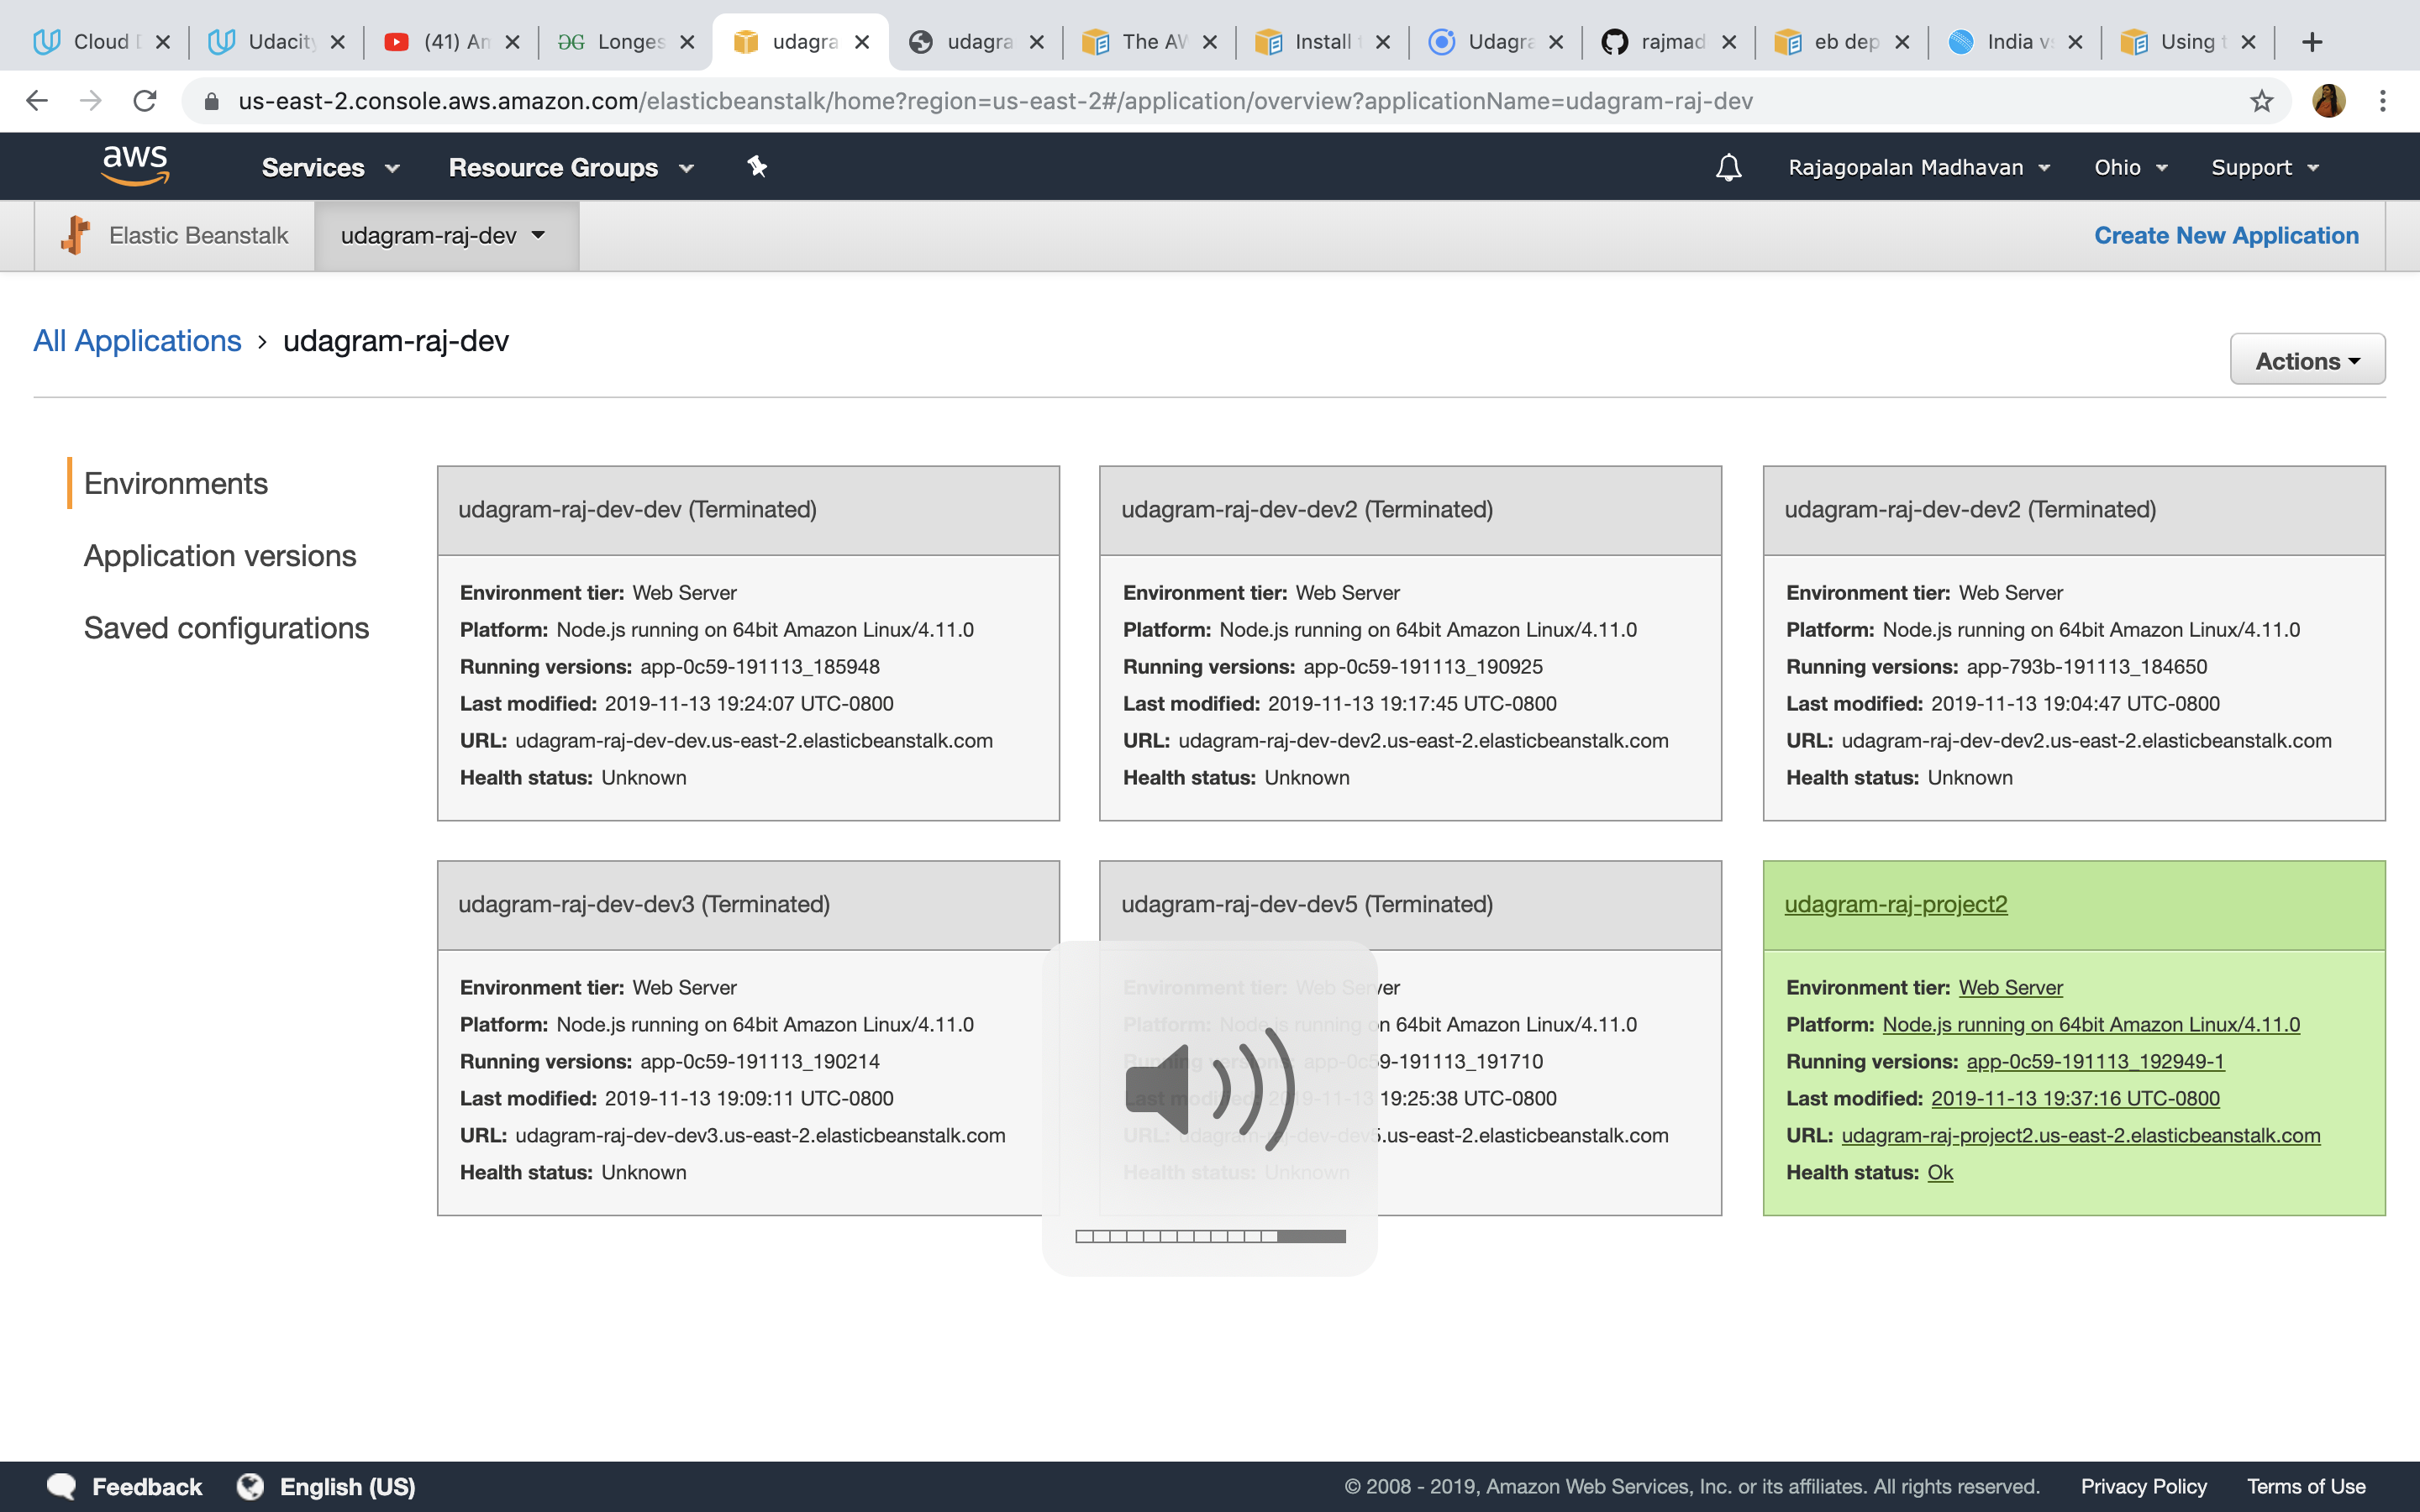 Cloud D
Udacity
(41) An
Longes
udagra
udagra
The AW
Install t
Udagra
rajmad
eb dep
India v
Using t
us-east-2.console.aws.amazon.com/elasticbeanstalk/home?region=us-east-2#/application/overview?applicationName=udagram-raj-dev
aws
Services
Resource Groups
Rajagopalan Madhavan
Ohio
Support
Elastic Beanstalk
udagram-raj-dev
Create New Application
All Applications › udagram-raj-dev
Actions
Environments
Application versions
Saved configurations
udagram-raj-dev-dev (Terminated)
Environment tier: Web Server
Platform: Node.js running on 64bit Amazon Linux/4.11.0
Running versions: app-0c59-191113_185948
Last modified: 2019-11-13 19:24:07 UTC-0800
URL: udagram-raj-dev-dev.us-east-2.elasticbeanstalk.com
Health status: Unknown
udagram-raj-dev-dev2 (Terminated)
Environment tier: Web Server
Platform: Node.js running on 64bit Amazon Linux/4.11.0
Running versions: app-0c59-191113_190925
Last modified: 2019-11-13 19:17:45 UTC-0800
URL: udagram-raj-dev-dev2.us-east-2.elasticbeanstalk.com
Health status: Unknown
udagram-raj-dev-dev2 (Terminated)
Environment tier: Web Server
Platform: Node.js running on 64bit Amazon Linux/4.11.0
Running versions: app-793b-191113_184650
Last modified: 2019-11-13 19:04:47 UTC-0800
URL: udagram-raj-dev-dev2.us-east-2.elasticbeanstalk.com
Health status: Unknown
udagram-raj-dev-dev3 (Terminated)
Environment tier: Web Server
Platform: Node.js running on 64bit Amazon Linux/4.11.0
Running versions: app-0c59-191113_190214
Last modified: 2019-11-13 19:09:11 UTC-0800
URL: udagram-raj-dev-dev3.us-east-2.elasticbeanstalk.com
Health status: Unknown
udagram-raj-dev-dev5 (Terminated)
Environment tier: Web Server
Platform: Node.js running on 64bit Amazon Linux/4.11.0
Running versions: app-0c59-191113_191710
Last modified: 2019-11-13 19:25:38 UTC-0800
URL: udagram-raj-dev-dev5.us-east-2.elasticbeanstalk.com
Health status: Unknown
udagram-raj-project2
Environment tier: Web Server
Platform: Node.js running on 64bit Amazon Linux/4.11.0
Running versions: app-0c59-191113_192949-1
Last modified: 2019-11-13 19:37:16 UTC-0800
URL: udagram-raj-project2.us-east-2.elasticbeanstalk.com
Health status: Ok
Feedback
English (US)
© 2008 - 2019, Amazon Web Services, Inc. or its affiliates. All rights reserved.
Privacy Policy
Terms of Use